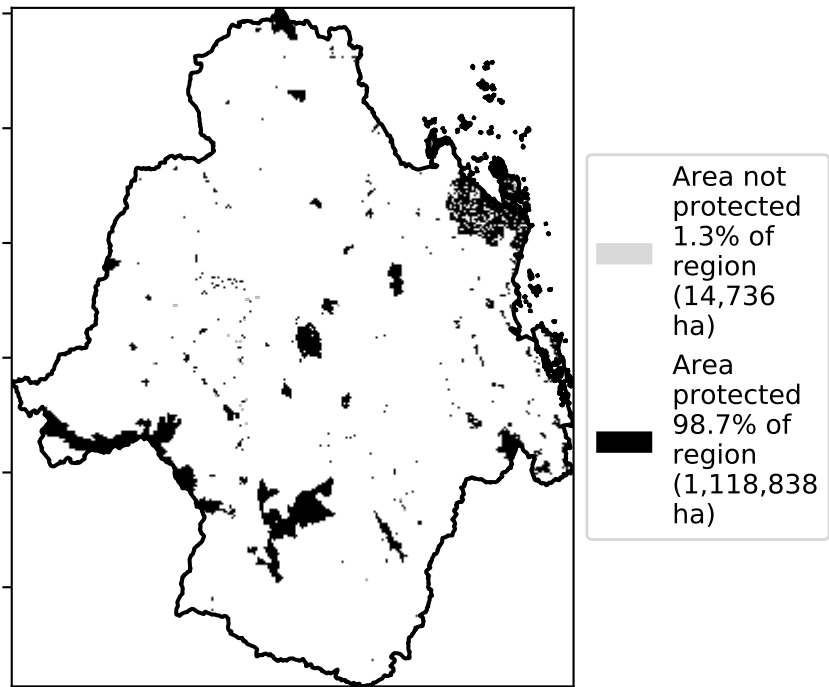 Area not
protected
1.3% of
region
(14,736
ha)
Area
protected
98.7% of
region
(1,118,838
ha)